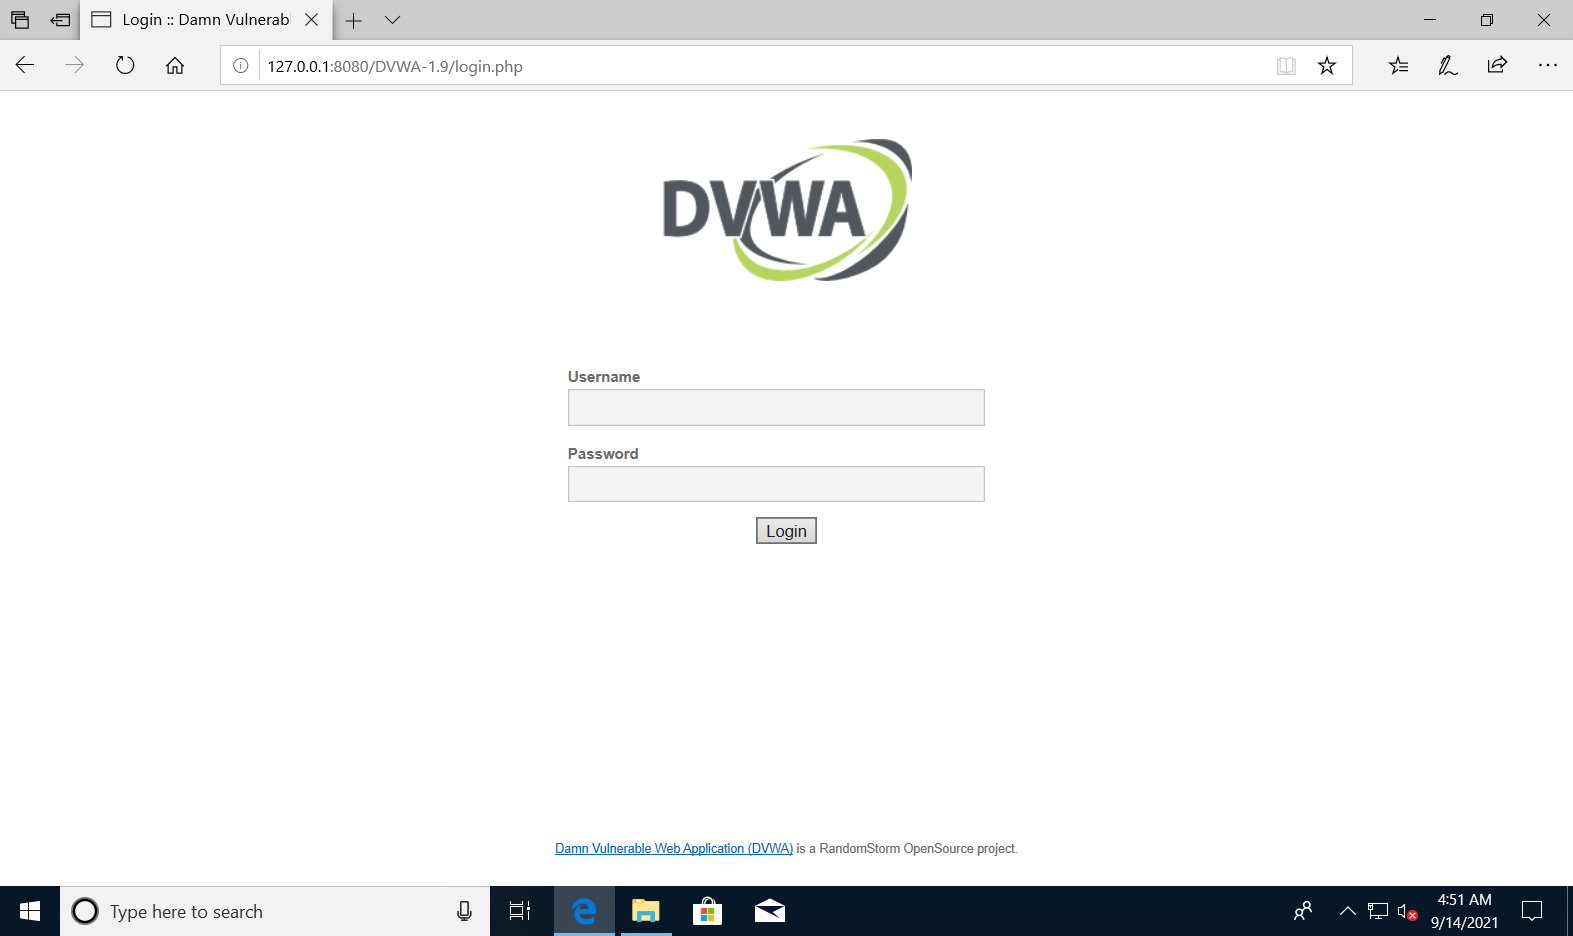 Login :: Damn Vulnerabl
127.0.0.1:8080/DVWA-1.9/login.php
DVWA
Username
Password
Login
Damn Vulnerable Web Application (DVWA) is a RandomStorm OpenSource project.
Type here to search
4:51 AM
9/14/2021